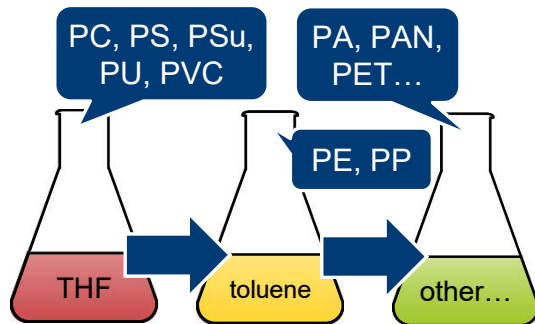 PC, PS, PSu,
PU, PVC
PA, PAN,
PET…
PE, PP
THF
toluene
other…